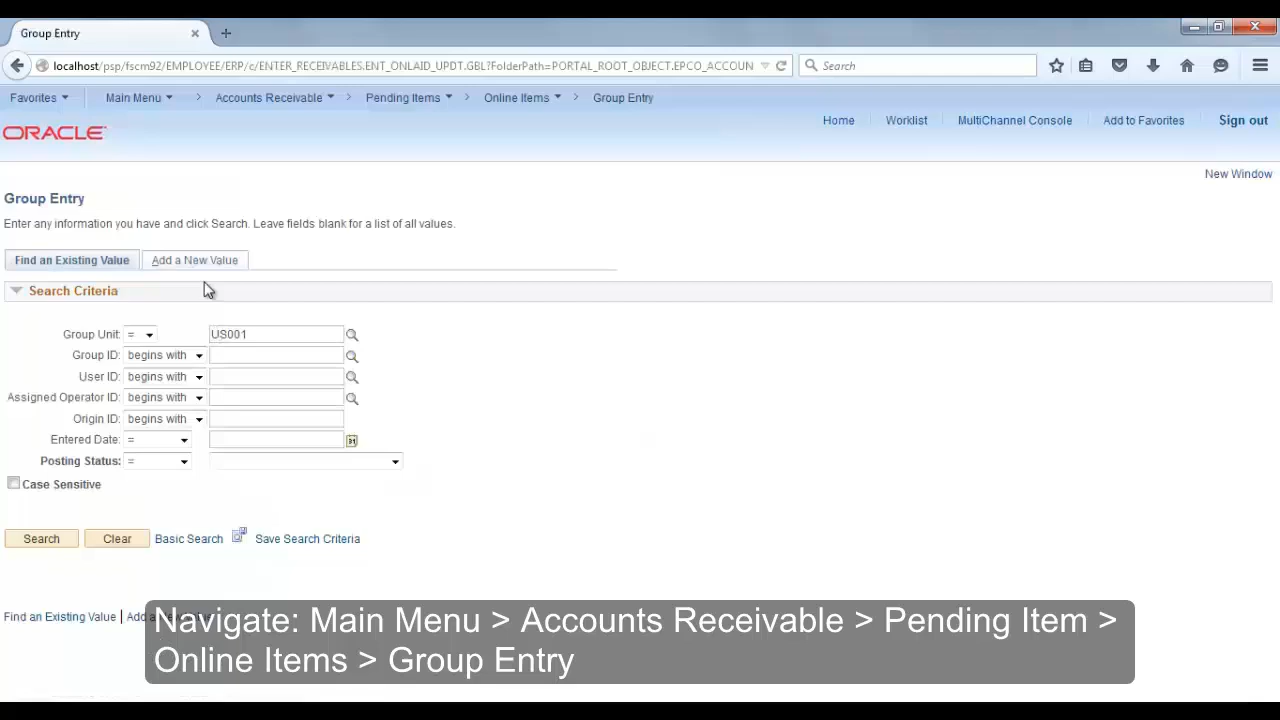 Group Entry
localhost/psp/fscm92/EMPLOYEE/ERP/c/ENTER_RECEIVABLES.ENT_ONLAID_UPDT.GBL?FolderPath=PORTAL_ROOT_OBJECT.EPCO_ACCOUN
Search
Favorites Main Menu > Accounts Receivable > Pending Items > Online Items > Group Entry
ORACLE
Home Worklist MultiChannel Console Add to Favorites Sign out
New Window
Group Entry
Enter any information you have and click Search. Leave fields blank for a list of all values.
Find an Existing Value Add a New Value
Search Criteria
Group Unit: = US001
Group ID: begins with
User ID: begins with
Assigned Operator ID: begins with
Origin ID: begins with
Entered Date: = 31
Posting Status: =
Case Sensitive
Search Clear Basic Search Save Search Criteria
Find an Existing Value | Add a
Navigate: Main Menu > Accounts Receivable > Pending Item >
Online Items > Group Entry